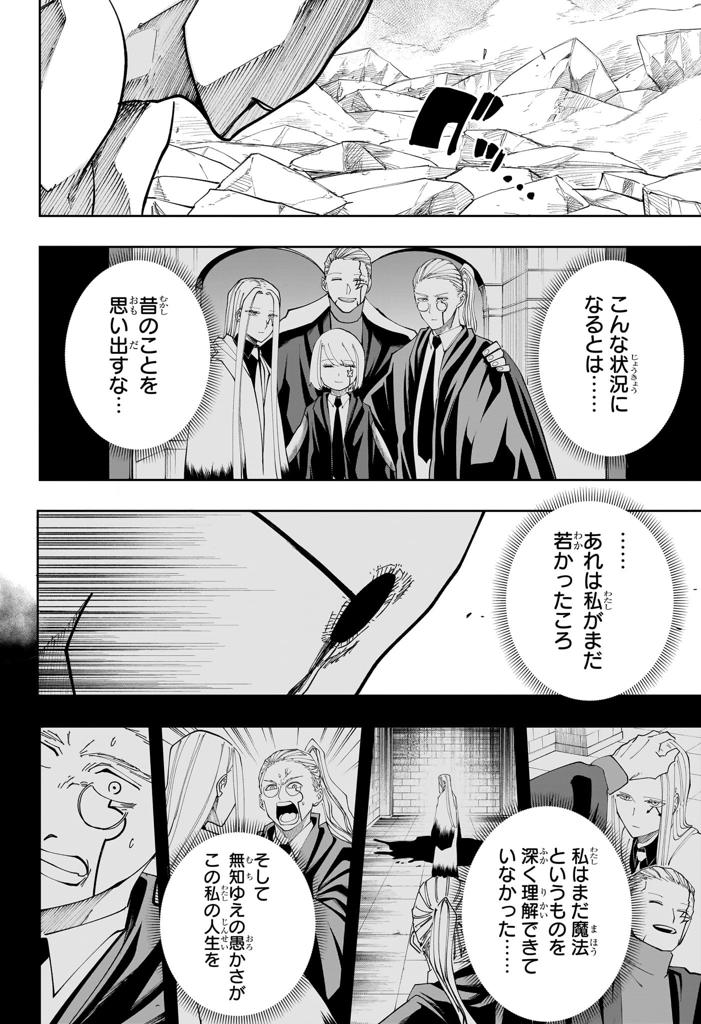 こんな状況に
なるとは……
昔のことを
思い出すな…
……
あれは私がまだ
若かったころ
私はまだ魔法
というものを
深く理解できて
いなかった……
そして
無知ゆえの愚かさが
この私の人生を